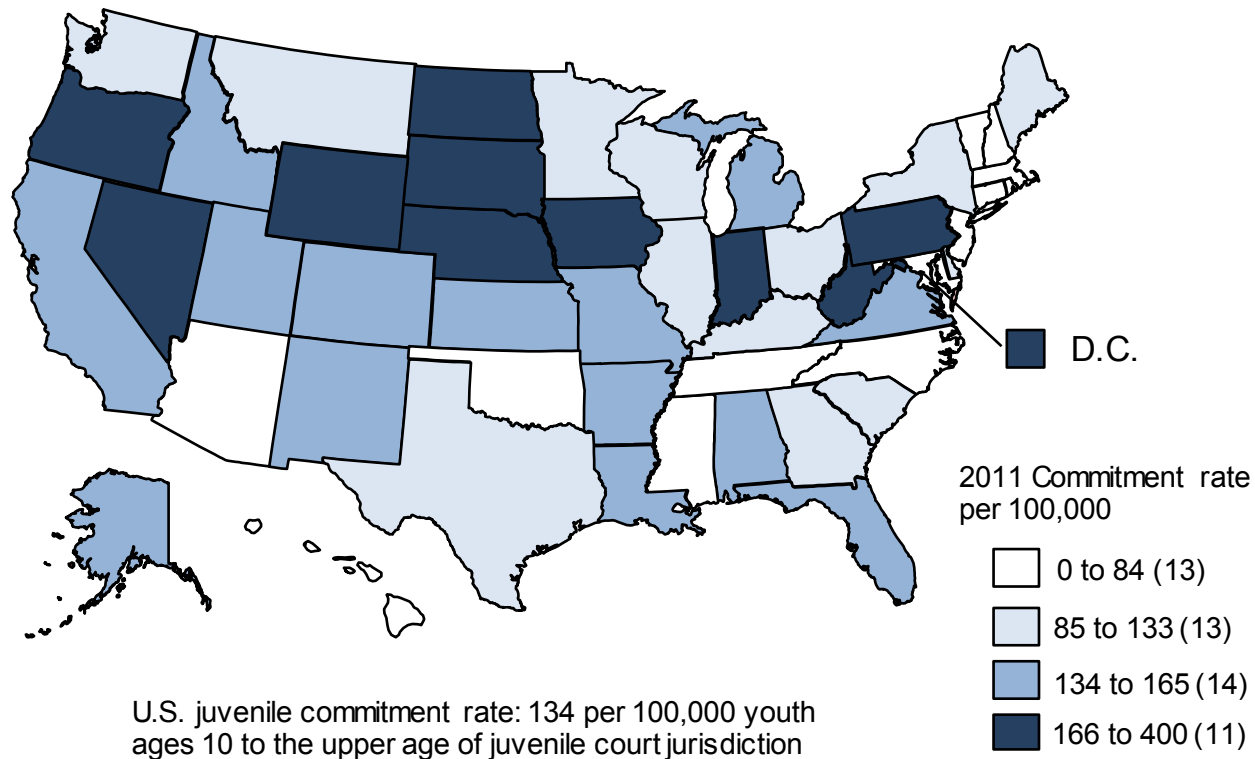 D.C.
2011 Commitment rate
per 100,000
0 to 84 (13)
85 to 133 (13)
134 to 165 (14)
166 to 400 (11)
U.S. juvenile commitment rate: 134 per 100,000 youth
ages 10 to the upper age of juvenile court jurisdiction